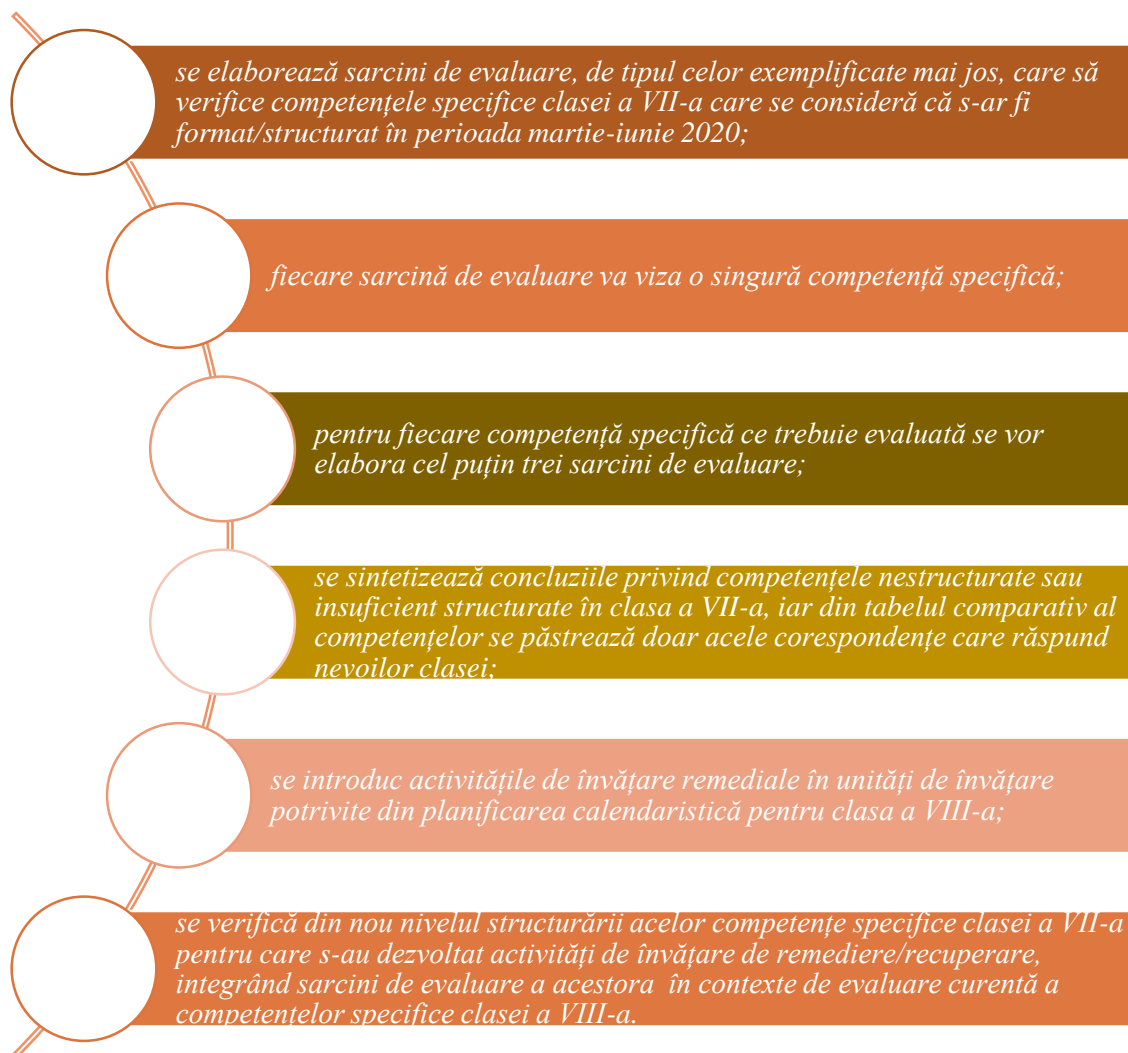 se elaborează sarcini de evaluare, de tipul celor exemplificate mai jos, care să
verifice competențele specifice clasei a VII-a care se consideră că s-ar fi
format/structurat în perioada martie-iunie 2020;
fiecare sarcină de evaluare va viza o singură competență specifică;
pentru fiecare competență specifică ce trebuie evaluată se vor
elabora cel puțin trei sarcini de evaluare;
se sintetizează concluziile privind competențele nestructurate sau
insuficient structurate în clasa a VII-a, iar din tabelul comparativ al
competențelor se păstrează doar acele corespondențe care răspund
nevoilor clasei;
se introduc activitățile de învățare remediale în unități de învățare
potrivite din planificarea calendaristică pentru clasa a VIII-a;
se verifică din nou nivelul structurării acelor competențe specifice clasei a VII-a
pentru care s-au dezvoltat activități de învățare de remediere/recuperare,
integrând sarcini de evaluare a acestora în contexte de evaluare curentă a
competențelor specifice clasei a VIII-a.